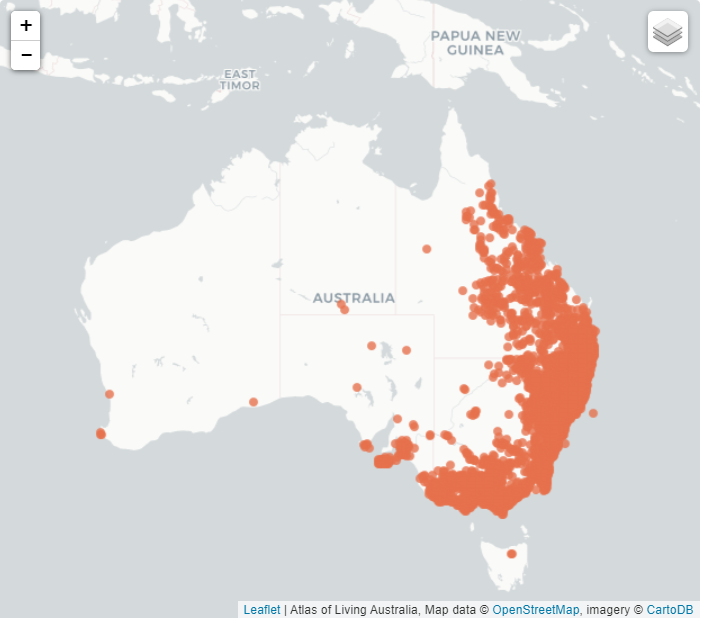 +
−
PAPUA NEW
GUINEA
EAST
TIMOR
AUSTRALIA
Leaflet | Atlas of Living Australia, Map data © OpenStreetMap, imagery © CartoDB